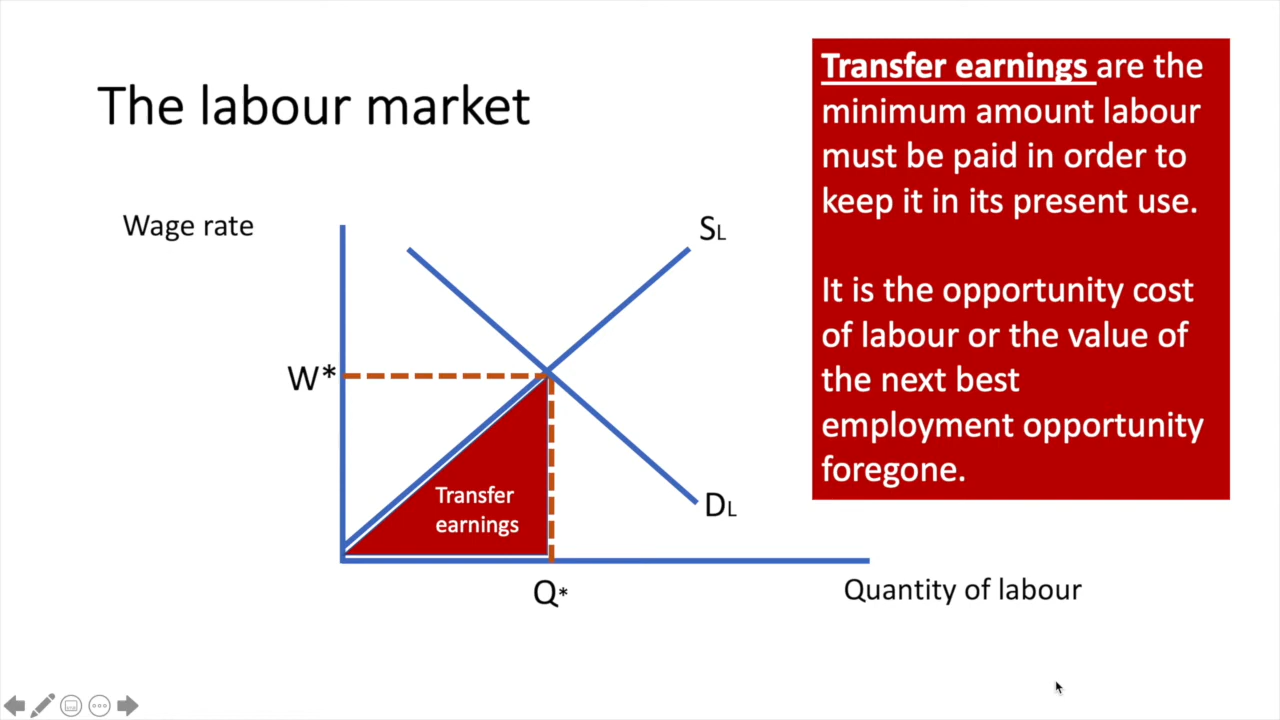 The labour market
Transfer earnings are the
minimum amount labour
must be paid in order to
keep it in its present use.
It is the opportunity cost
of labour or the value of
the next best
employment opportunity
foregone.
Wage rate
SL
W*
Transfer
earnings
DL
Q*
Quantity of labour